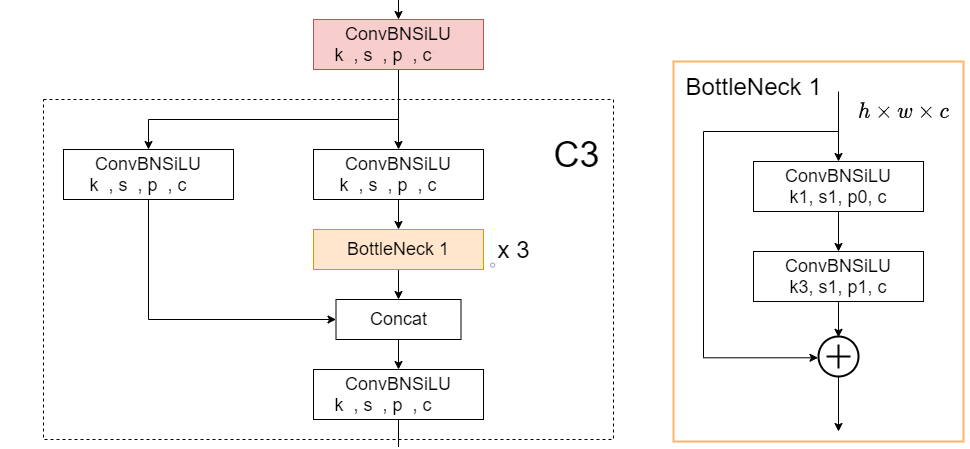 ConvBNSiLU
k , s , p , c
C3
ConvBNSiLU
k , s , p , c
ConvBNSiLU
k , s , p , c
BottleNeck 1
x 3
Concat
ConvBNSiLU
k , s , p , c
BottleNeck 1
h × w × c
ConvBNSiLU
k1, s1, p0, c
ConvBNSiLU
k3, s1, p1, c